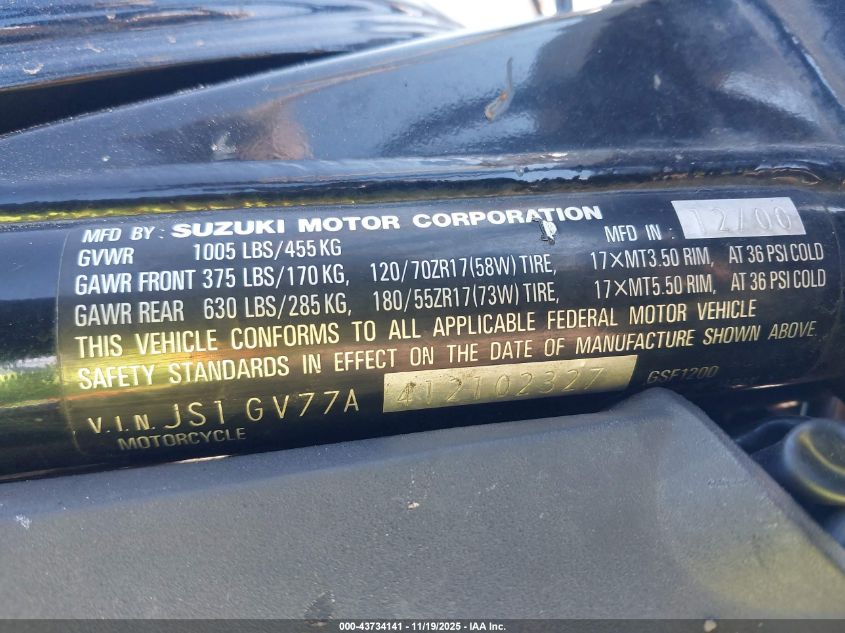 MFD BY : SUZUKI MOTOR CORPORATION MFD IN : 12/00
GVWR 1005 LBS/455 KG
GAWR FRONT 375 LBS/170 KG, 120/70ZR17(58W) TIRE, 17×MT3.50 RIM, AT 36 PSI COLD
GAWR REAR 630 LBS/285 KG, 180/55ZR17(73W) TIRE, 17×MT5.50 RIM, AT 36 PSI COLD
THIS VEHICLE CONFORMS TO ALL APPLICABLE FEDERAL MOTOR VEHICLE
SAFETY STANDARDS IN EFFECT ON THE DATE OF MANUFACTURE SHOWN ABOVE.
V.I.N. JS1GV77A 412102327 GSF1200
MOTORCYCLE
000-43734141 - 11/19/2025 - IAA Inc.